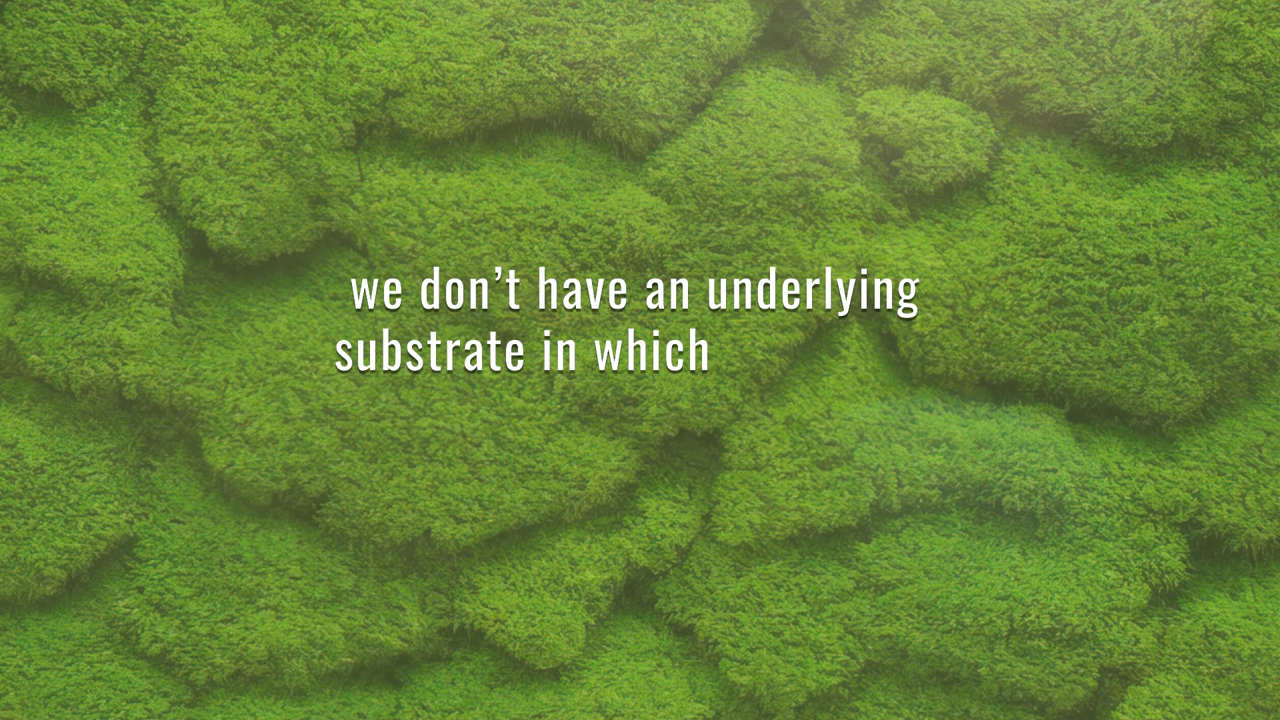 we don’t have an underlying
substrate in which